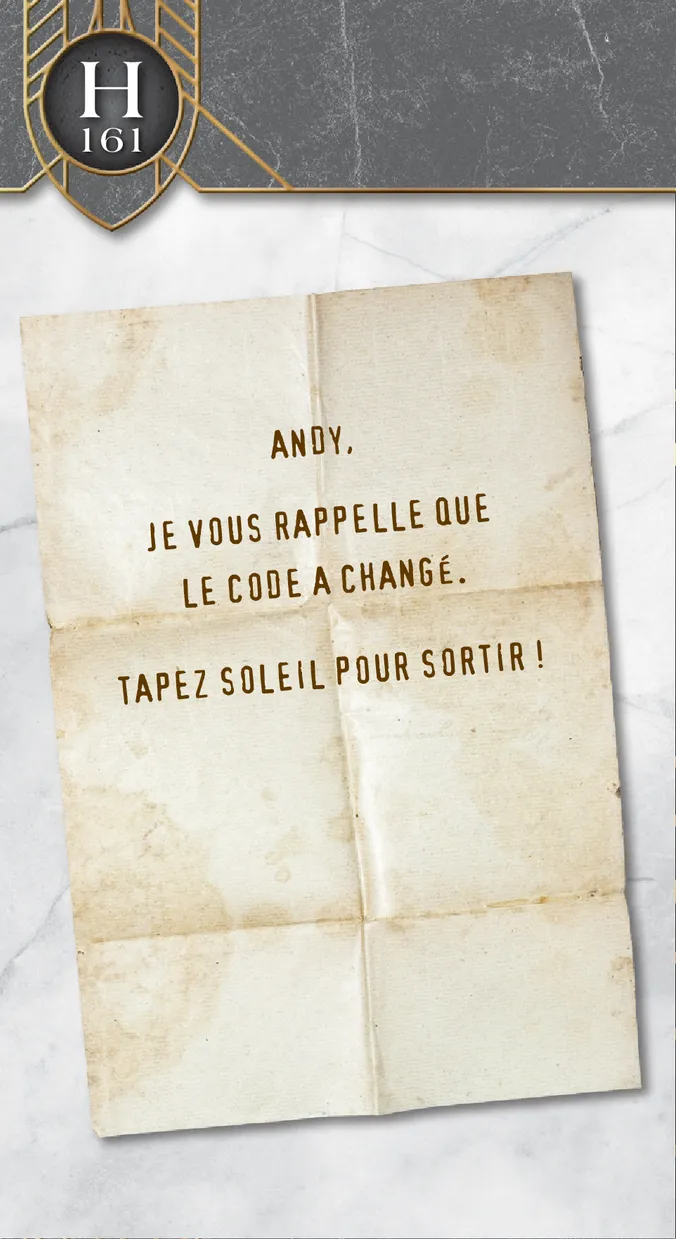 H
161
ANDY,
JE VOUS RAPPELLE QUE
LE CODE A CHANGÉ.
TAPEZ SOLEIL POUR SORTIR !